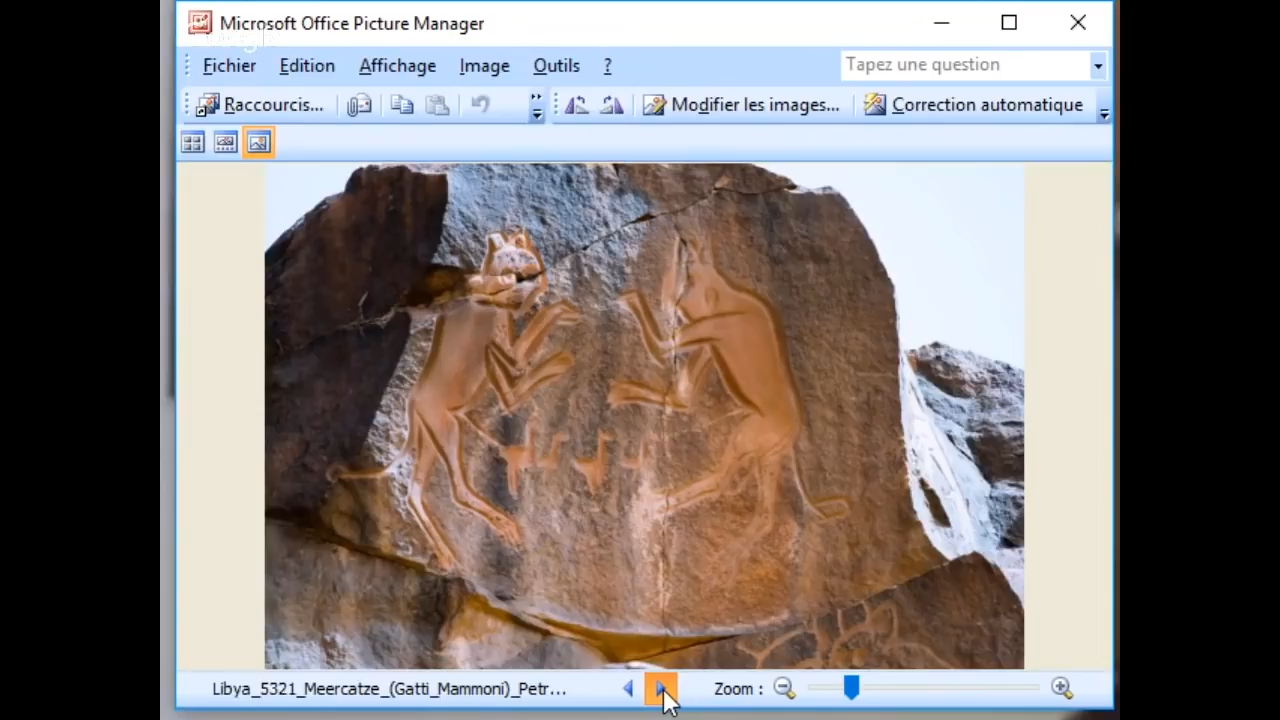 Microsoft Office Picture Manager
Fichier Edition Affichage Image Outils ?
Tapez une question
Raccourcis... Modifier les images... Correction automatique
Libya_5321_Meercatze_(Gatti_Mammoni)_Petr... Zoom :